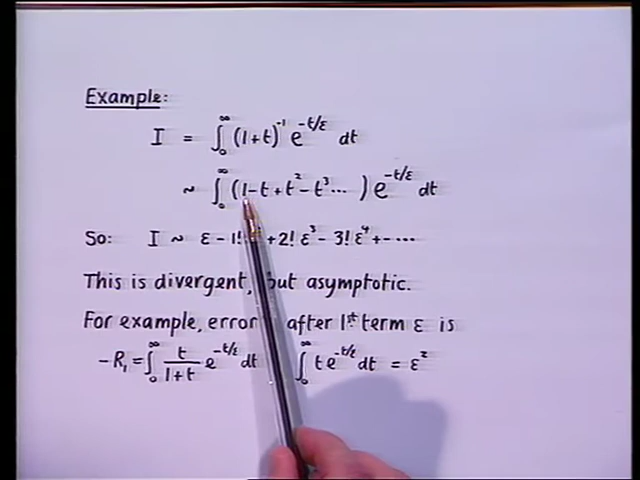 Example:
I = ∫₀^∞ (1+t)⁻¹ e^(-t/ε) dt
~ ∫₀^∞ (1-t+t²-t³...) e^(-t/ε) dt
So: I ~ ε - 1! +2! ε³ - 3! ε⁴ +- ....
This is divergent, but asymptotic.
For example, error after 1st term ε is
-R₁ = ∫₀^∞ t/(1+t) e^(-t/ε) dt ∫₀^∞ t e^(-t/ε) dt = ε²